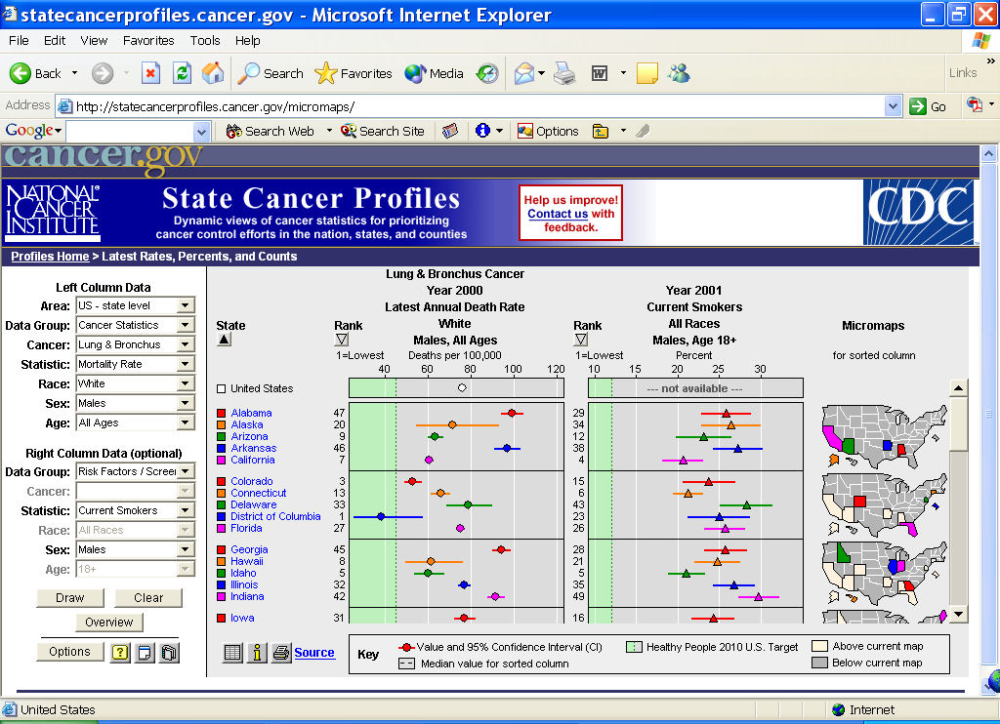 statecancerprofiles.cancer.gov - Microsoft Internet Explorer
File Edit View Favorites Tools Help
Back Search Favorites Media Links »
Address http://statecancerprofiles.cancer.gov/micromaps/ Go
Google Search Web Search Site Options
cancer.gov
NATIONAL CANCER INSTITUTE
State Cancer Profiles
Dynamic views of cancer statistics for prioritizing
cancer control efforts in the nation, states, and counties
Help us improve!
Contact us with
feedback.
CDC
Profiles Home > Latest Rates, Percents, and Counts
Left Column Data
Area: US - state level
Data Group: Cancer Statistics
Cancer: Lung & Bronchus
Statistic: Mortality Rate
Race: White
Sex: Males
Age: All Ages
Right Column Data (optional)
Data Group: Risk Factors / Screer
Cancer:
Statistic: Current Smokers
Race: All Races
Sex: Males
Age: 18+
Draw Clear
Overview
Options
Lung & Bronchus Cancer
Year 2000 Year 2001
Latest Annual Death Rate Current Smokers
State Rank White Rank All Races Micromaps
Males, All Ages Males, Age 18+
1=Lowest Deaths per 100,000 1=Lowest Percent for sorted column
40 60 80 100 120 10 15 20 25 30
United States --- not available ---
Alabama 47 29
Alaska 20 34
Arizona 9 12
Arkansas 46 38
California 7 4
Colorado 3 15
Connecticut 13 6
Delaware 33 43
District of Columbia 1 23
Florida 27 26
Georgia 45 28
Hawaii 8 21
Idaho 5 5
Illinois 32 35
Indiana 42 49
Iowa 31 16
Source
Key Value and 95% Confidence Interval (CI) Healthy People 2010 U.S. Target Above current map
Median value for sorted column Below current map
United States Internet